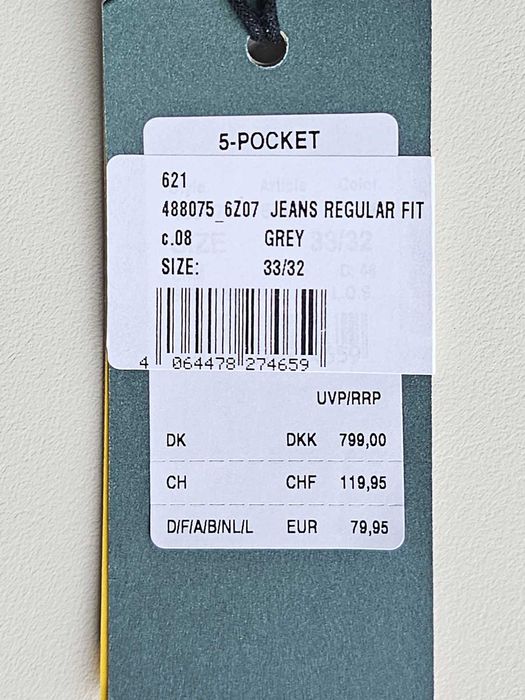 5-POCKET
621
488075_6Z07 JEANS REGULAR FIT
c.08 GREY
SIZE: 33/32
4 064478 274659
UVP/RRP
DK DKK 799,00
CH CHF 119,95
D/F/A/B/NL/L EUR 79,95